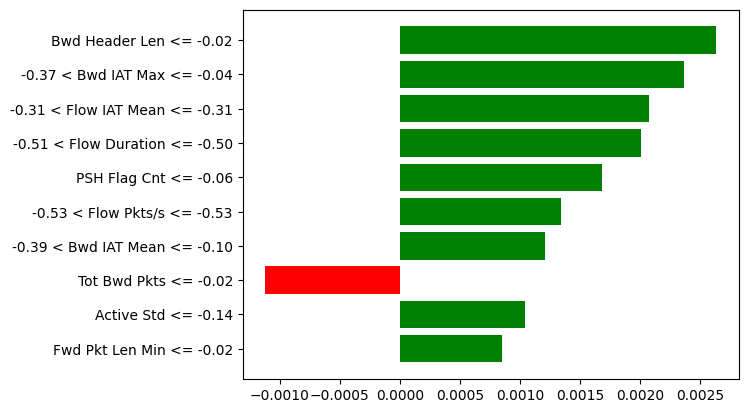 Bwd Header Len <= -0.02
-0.37 < Bwd IAT Max <= -0.04
-0.31 < Flow IAT Mean <= -0.31
-0.51 < Flow Duration <= -0.50
PSH Flag Cnt <= -0.06
-0.53 < Flow Pkts/s <= -0.53
-0.39 < Bwd IAT Mean <= -0.10
Tot Bwd Pkts <= -0.02
Active Std <= -0.14
Fwd Pkt Len Min <= -0.02
−0.0010 −0.0005 0.0000 0.0005 0.0010 0.0015 0.0020 0.0025